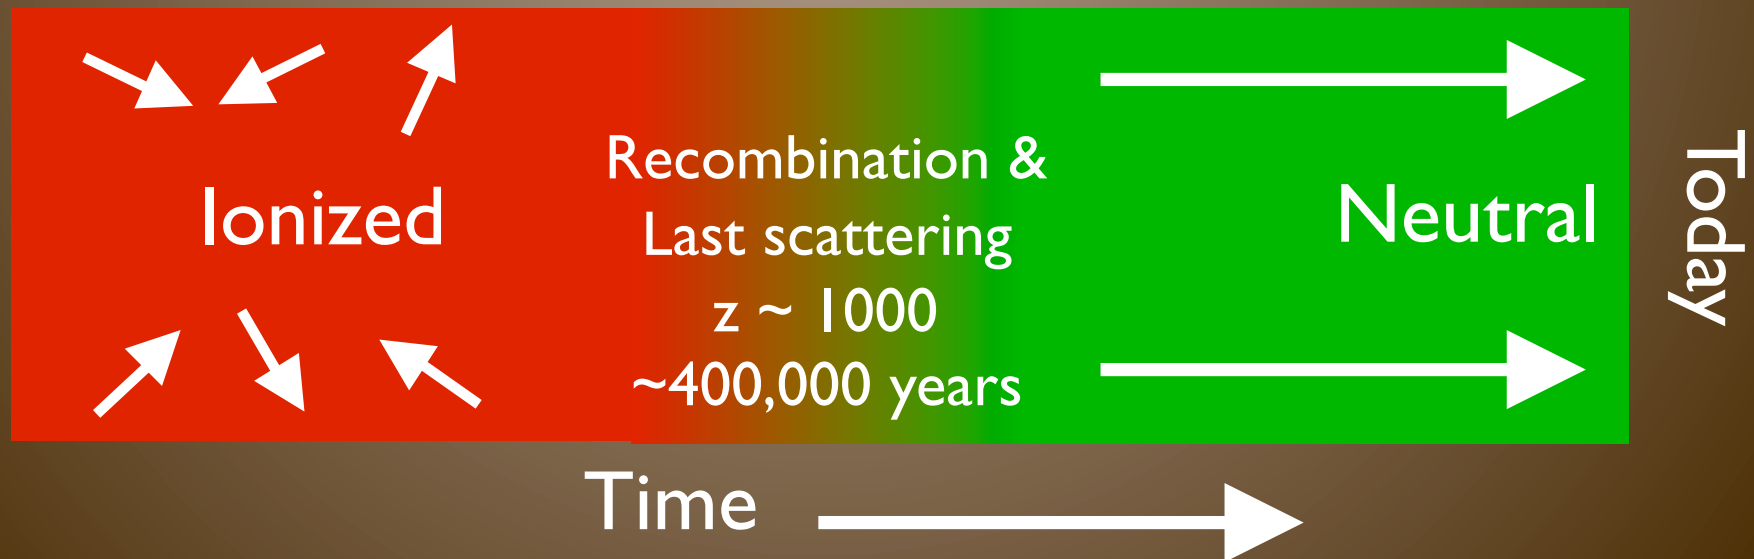 Ionized
Recombination &
Last scattering
z ~ 1000
~400,000 years
Neutral
Today
Time